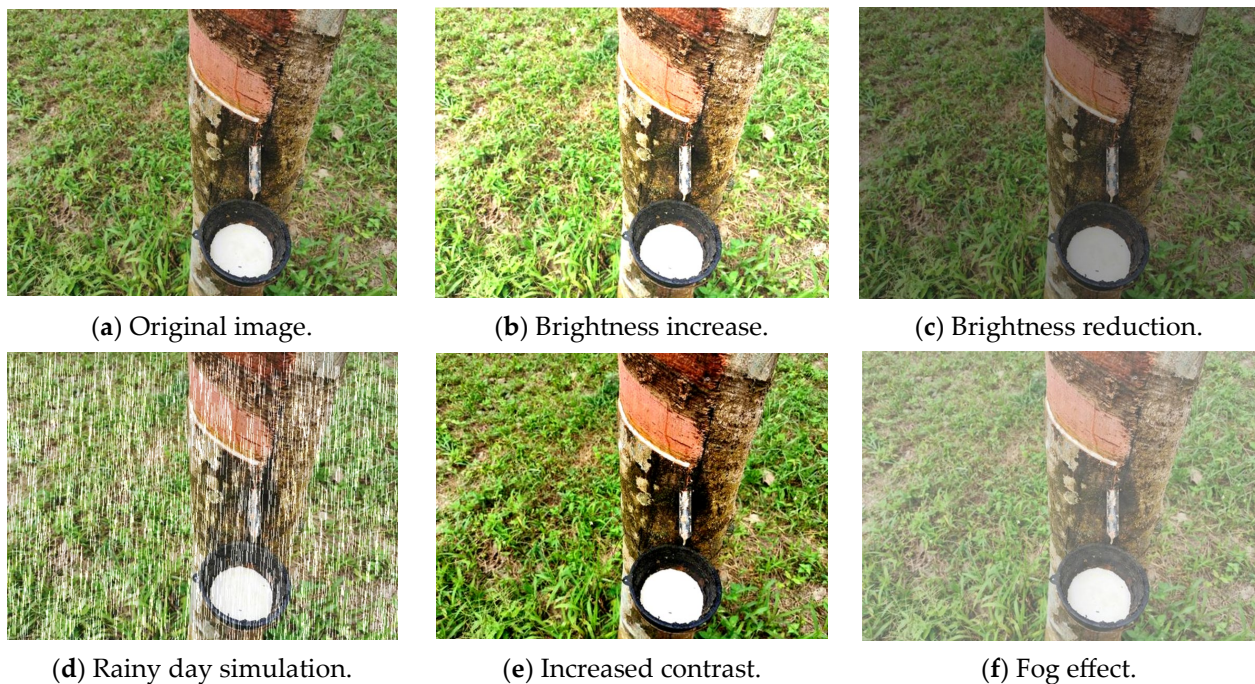 (a) Original image.
(b) Brightness increase.
(c) Brightness reduction.
(d) Rainy day simulation.
(e) Increased contrast.
(f) Fog effect.